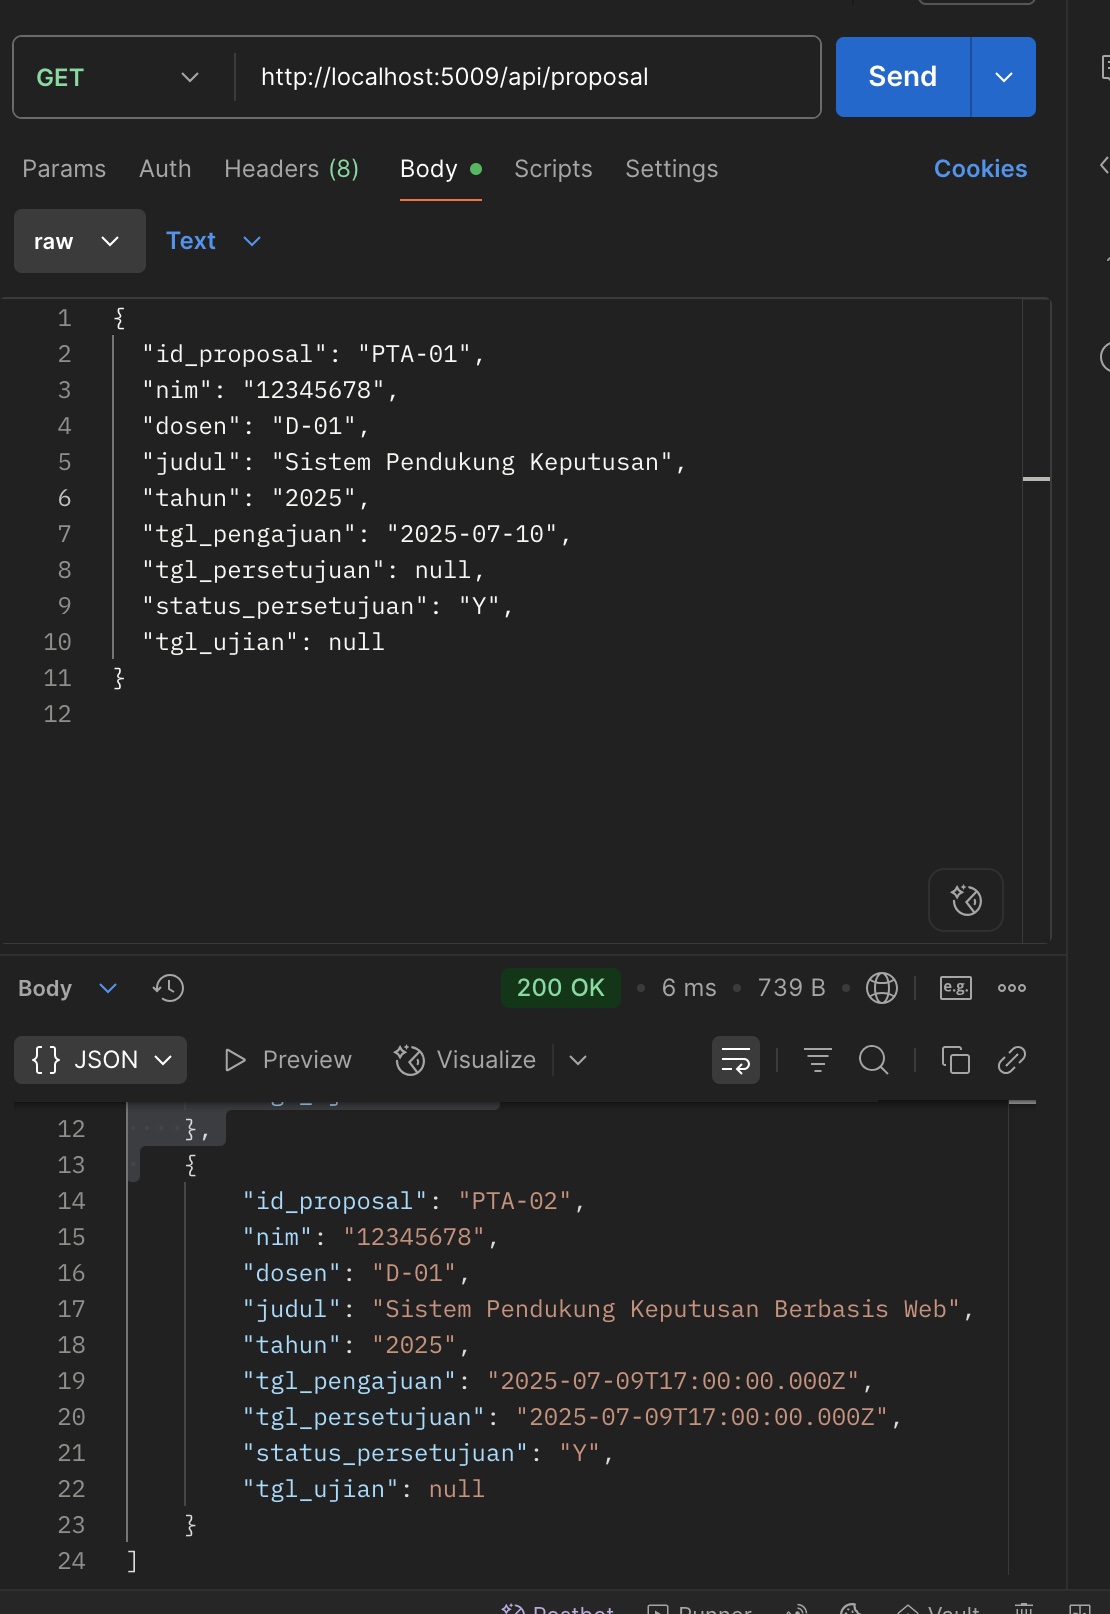 GET http://localhost:5009/api/proposal Send
Params Auth Headers (8) Body Scripts Settings Cookies
raw Text
1 {
2 "id_proposal": "PTA-01",
3 "nim": "12345678",
4 "dosen": "D-01",
5 "judul": "Sistem Pendukung Keputusan",
6 "tahun": "2025",
7 "tgl_pengajuan": "2025-07-10",
8 "tgl_persetujuan": null,
9 "status_persetujuan": "Y",
10 "tgl_ujian": null
11 }
12
Body 200 OK • 6 ms • 739 B • e.g.
{} JSON Preview Visualize
12 },
13 {
14 "id_proposal": "PTA-02",
15 "nim": "12345678",
16 "dosen": "D-01",
17 "judul": "Sistem Pendukung Keputusan Berbasis Web",
18 "tahun": "2025",
19 "tgl_pengajuan": "2025-07-09T17:00:00.000Z",
20 "tgl_persetujuan": "2025-07-09T17:00:00.000Z",
21 "status_persetujuan": "Y",
22 "tgl_ujian": null
23 }
24 ]
Postbot Runner Vault